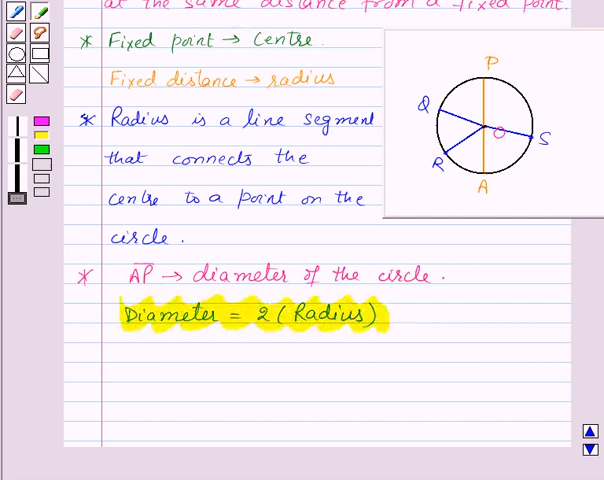 at the same distance from a fixed point.
* Fixed point → Centre.
Fixed distance → radius
* Radius is a line segment
that connects the
centre to a point on the
circle.
* AP → diameter of the circle.
Diameter = 2 (Radius)
P
Q
O
S
R
A